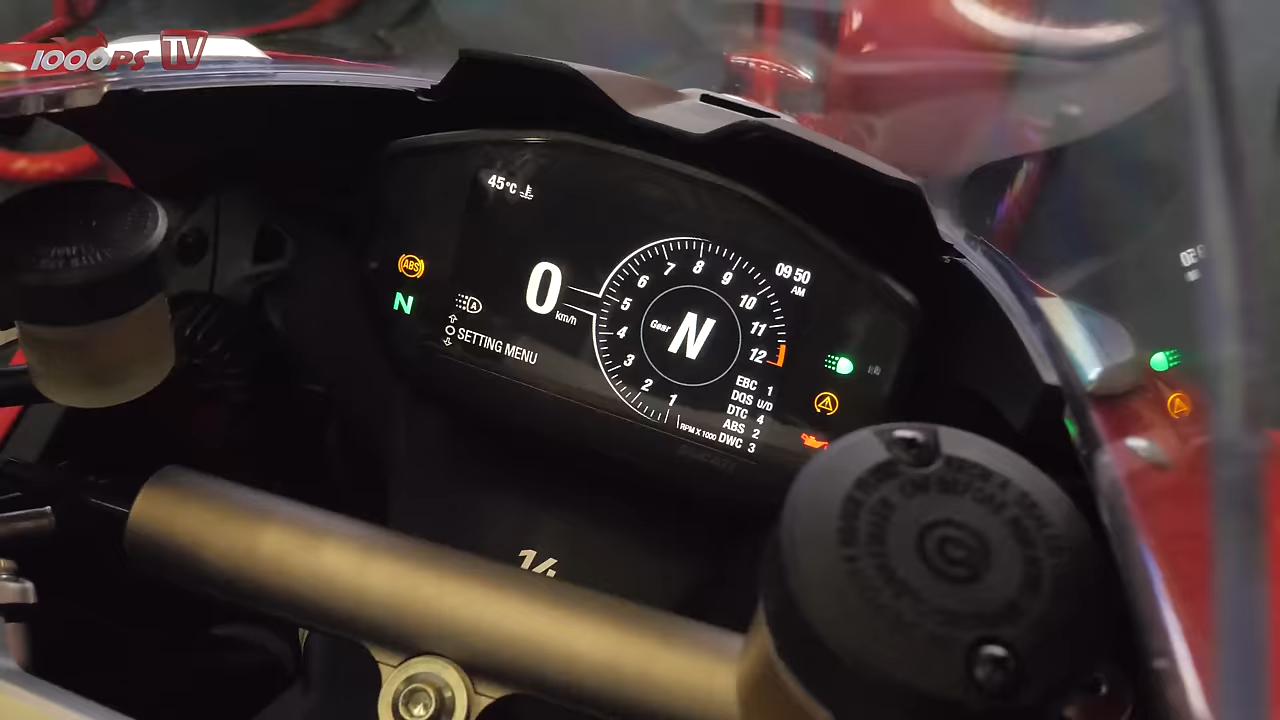 1000PS TV
45°C
ABS
N
0
km/h
A
SETTING MENU
1
2
3
4
5
6
7
8
9
10
11
12
Gear
N
RPM X 1000
09 50
AM
EBC 1
DQS U/D
DTC 4
ABS 2
DWC 3
14